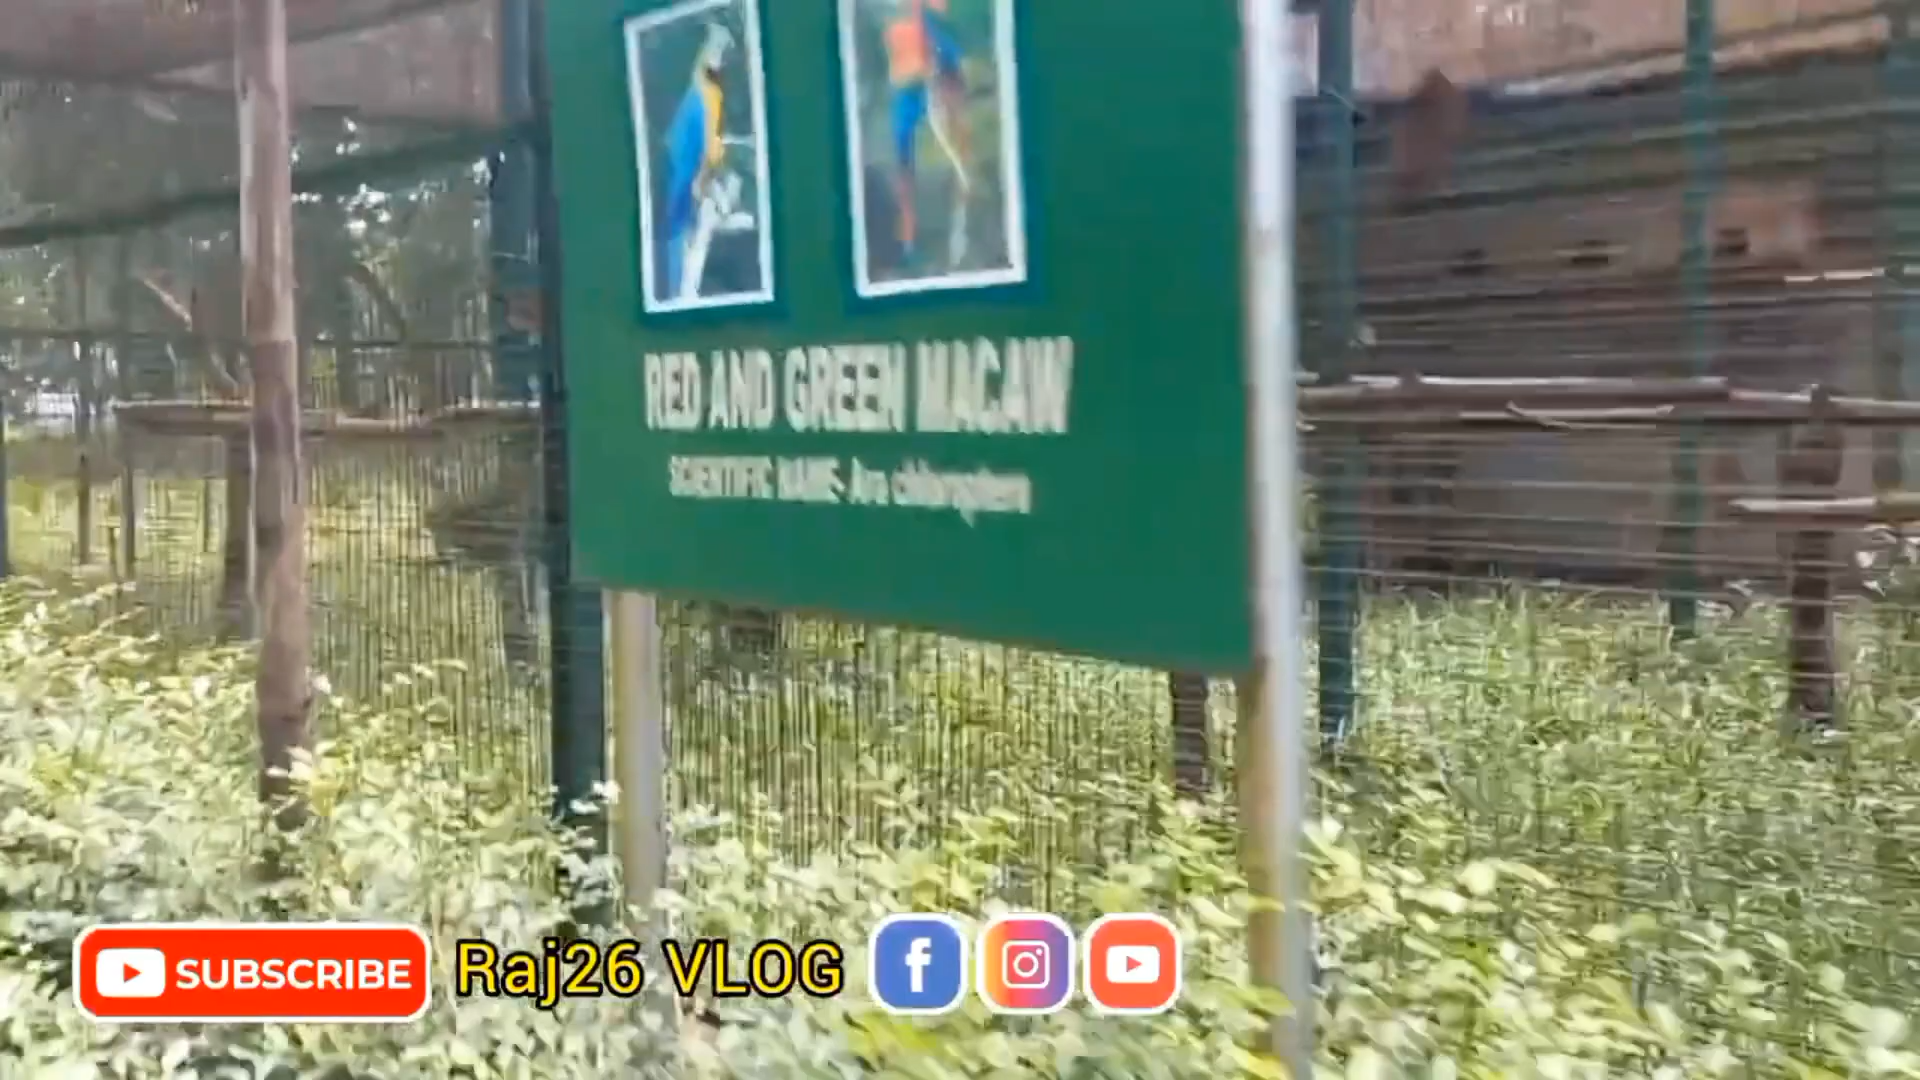 RED AND GREEN MACAW
SCIENTIFIC NAME- Ara chloroptera
SUBSCRIBE
Raj26 VLOG